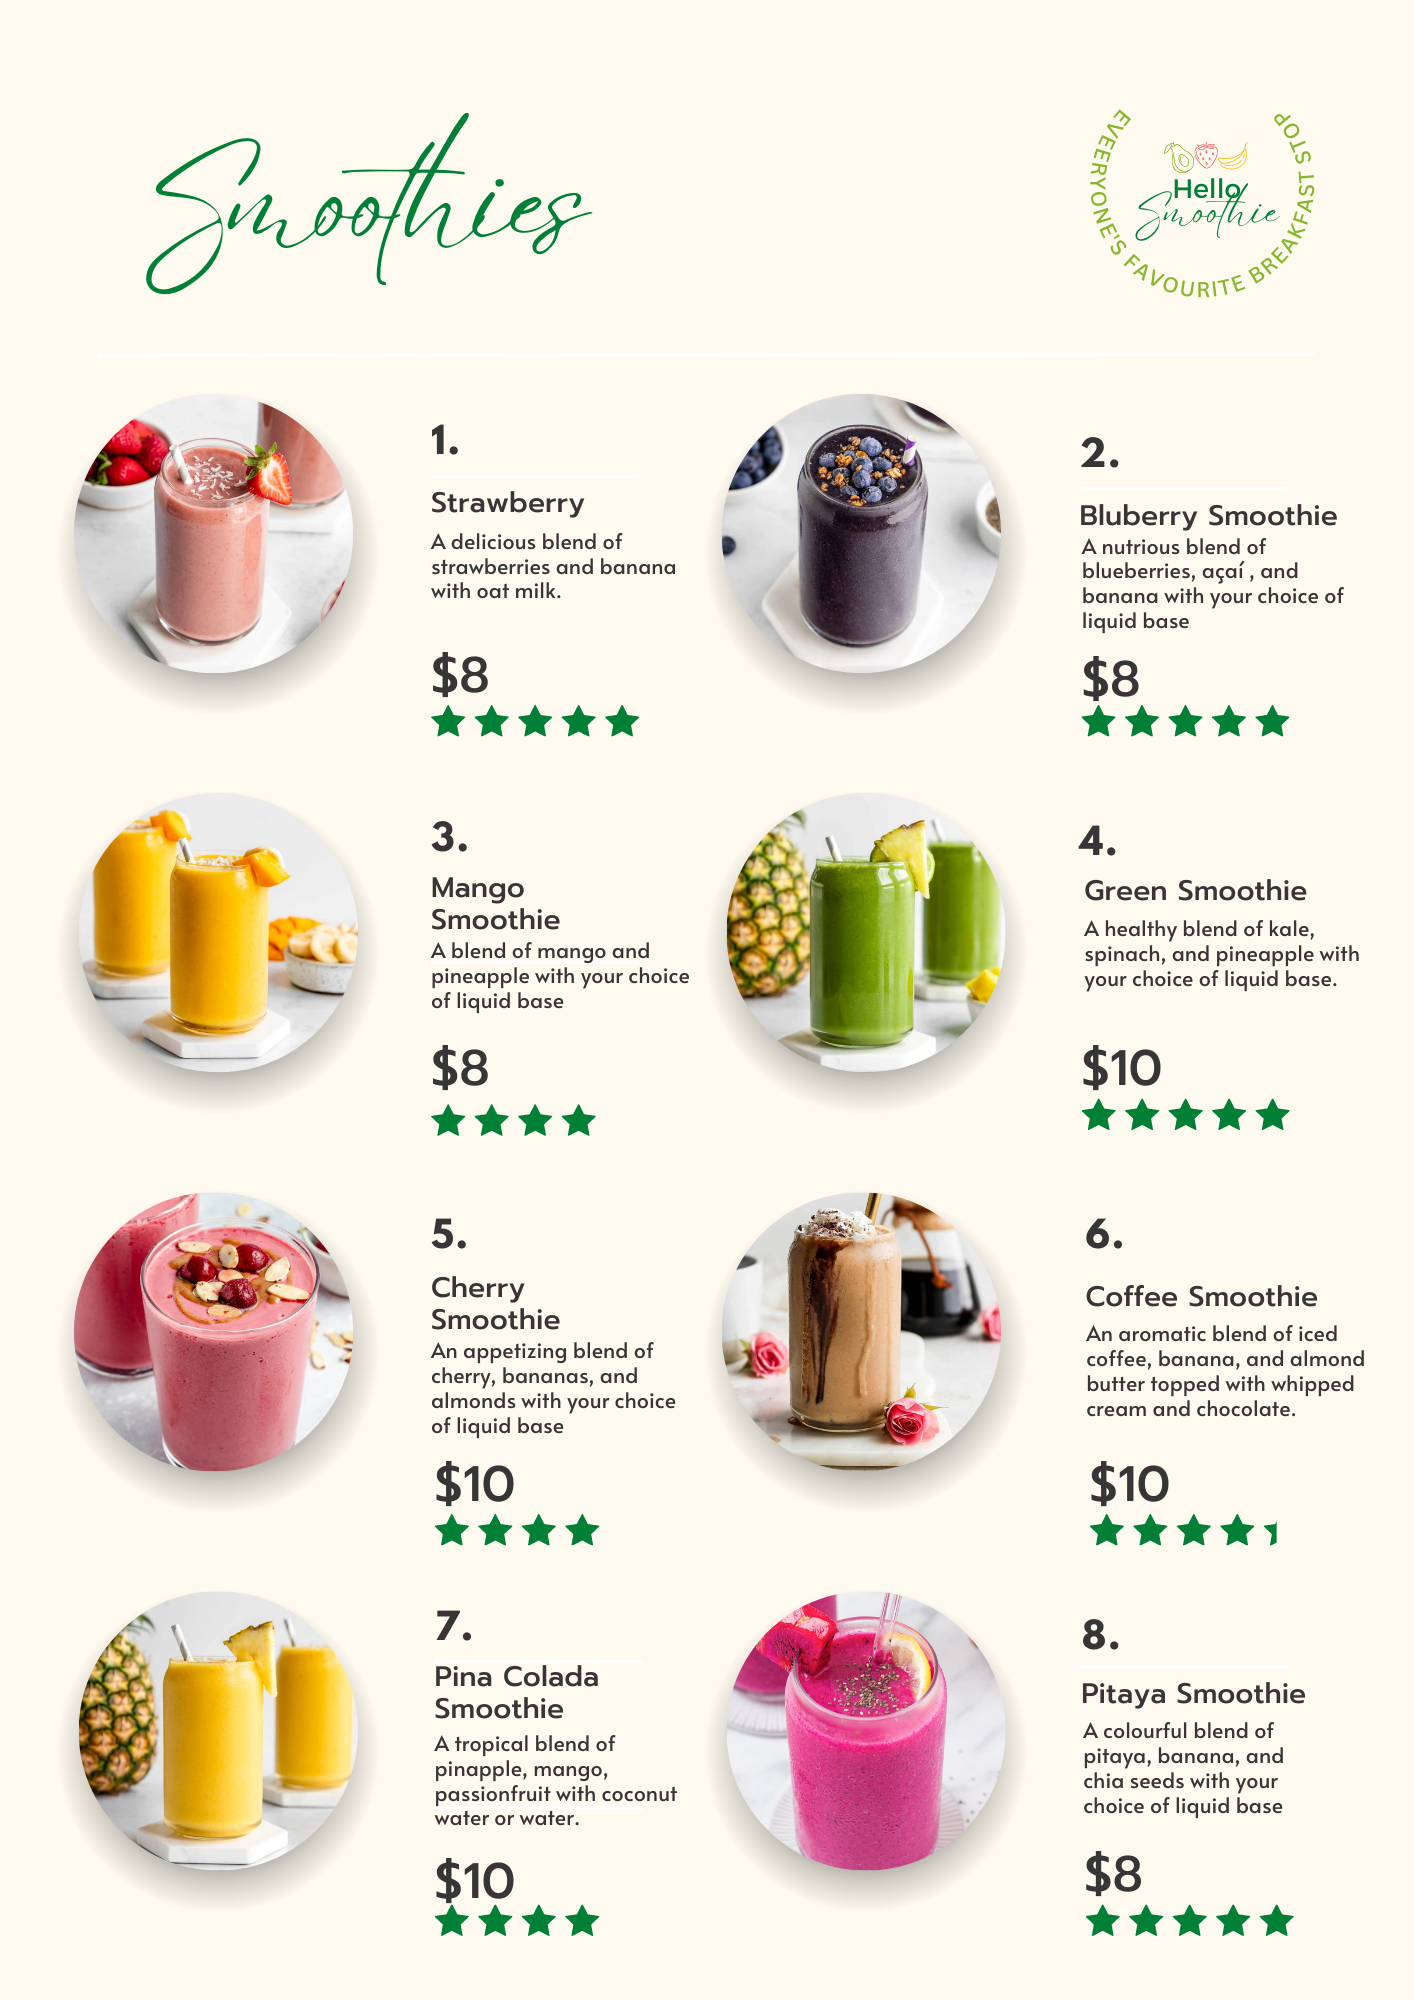 Smoothies
EVEERYONE'S FAVOURITE BREAKFAST STOP
Hello
Smoothie
1.
Strawberry
A delicious blend of
strawberries and banana
with oat milk.
$8
2.
Bluberry Smoothie
A nutrious blend of
blueberries, açaí , and
banana with your choice of
liquid base
$8
3.
Mango
Smoothie
A blend of mango and
pineapple with your choice
of liquid base
$8
4.
Green Smoothie
A healthy blend of kale,
spinach, and pineapple with
your choice of liquid base.
$10
5.
Cherry
Smoothie
An appetizing blend of
cherry, bananas, and
almonds with your choice
of liquid base
$10
6.
Coffee Smoothie
An aromatic blend of iced
coffee, banana, and almond
butter topped with whipped
cream and chocolate.
$10
7.
Pina Colada
Smoothie
A tropical blend of
pinapple, mango,
passionfruit with coconut
water or water.
$10
8.
Pitaya Smoothie
A colourful blend of
pitaya, banana, and
chia seeds with your
choice of liquid base
$8